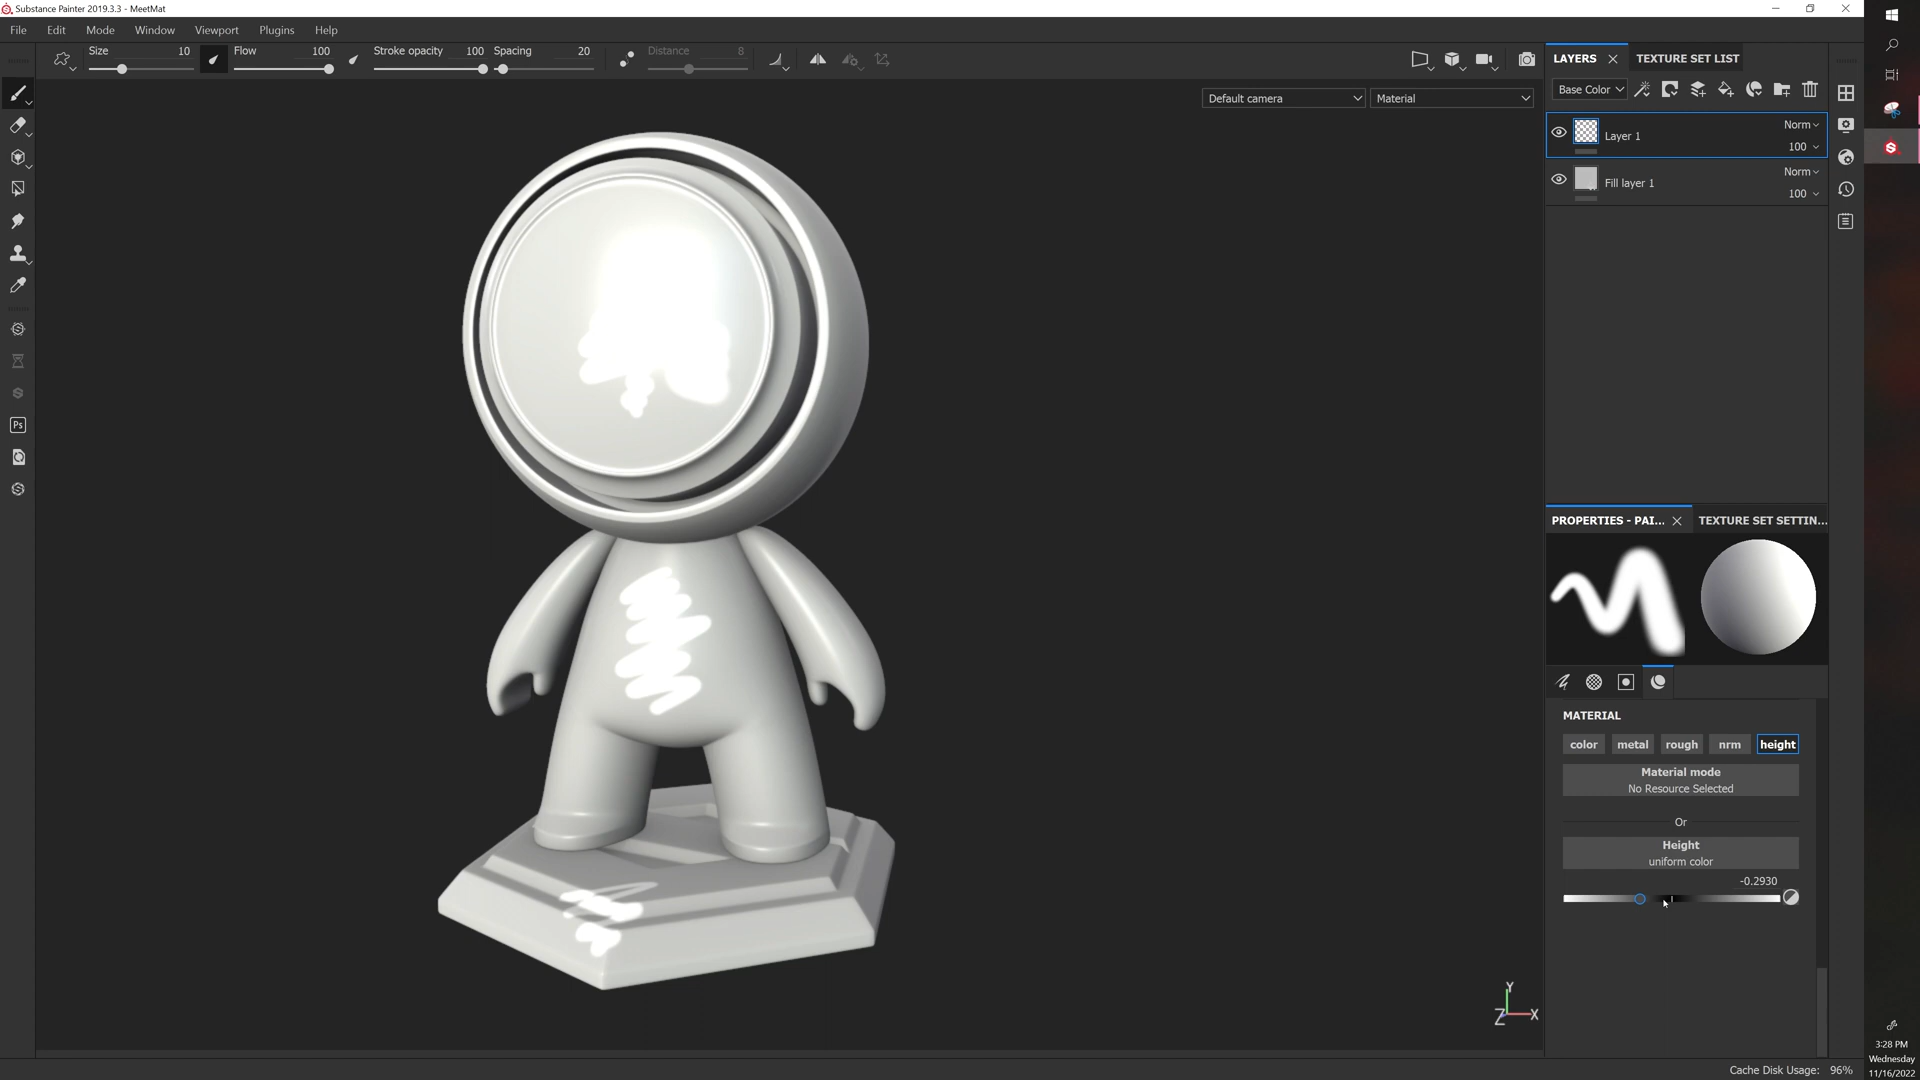 Substance Painter 2019.3.3 - MeetMat
File Edit Mode Window Viewport Plugins Help
Size 10 Flow 100 Stroke opacity 100 Spacing 20 Distance 8
Default camera Material
LAYERS TEXTURE SET LIST
Base Color
Norm
Layer 1
100
Norm
Fill layer 1
100
Ps
PROPERTIES - PAI... TEXTURE SET SETTIN...
MATERIAL
color metal rough nrm height
Material mode
No Resource Selected
Or
Height
uniform color
-0.2930
Y
Z X
Cache Disk Usage: 96%
3:28 PM
Wednesday
11/16/2022